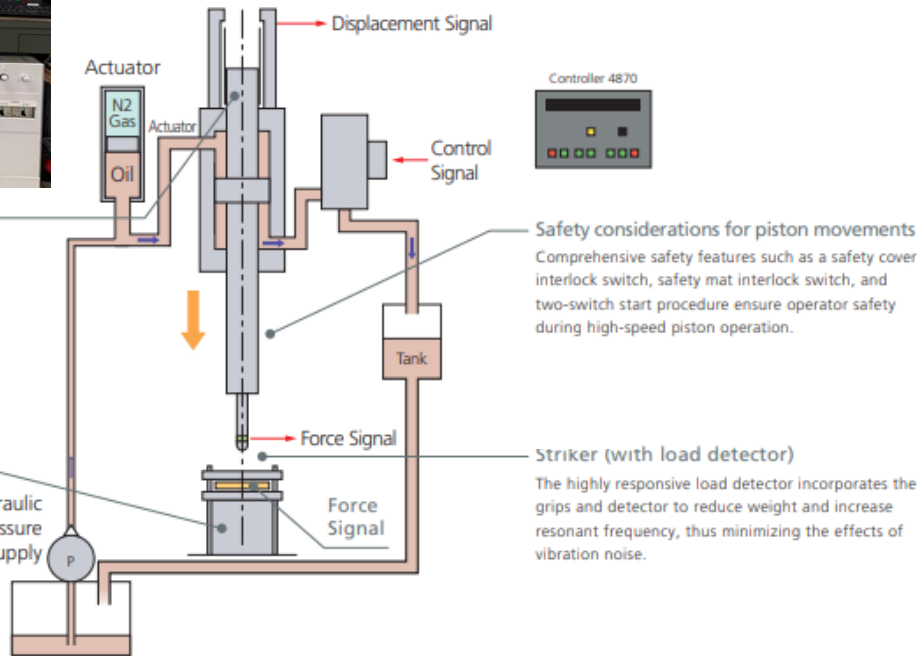 Displacement Signal
Actuator
Controller 4870
N2
Gas
Actuator
Oil
Control
Signal
Safety considerations for piston movements
Comprehensive safety features such as a safety cover
interlock switch, safety mat interlock switch, and
two-switch start procedure ensure operator safety
during high-speed piston operation.
Tank
Force Signal
Striker (with load detector)
The highly responsive load detector incorporates the
grips and detector to reduce weight and increase
resonant frequency, thus minimizing the effects of
vibration noise.
Force
Signal
raulic
ssure
upply
P